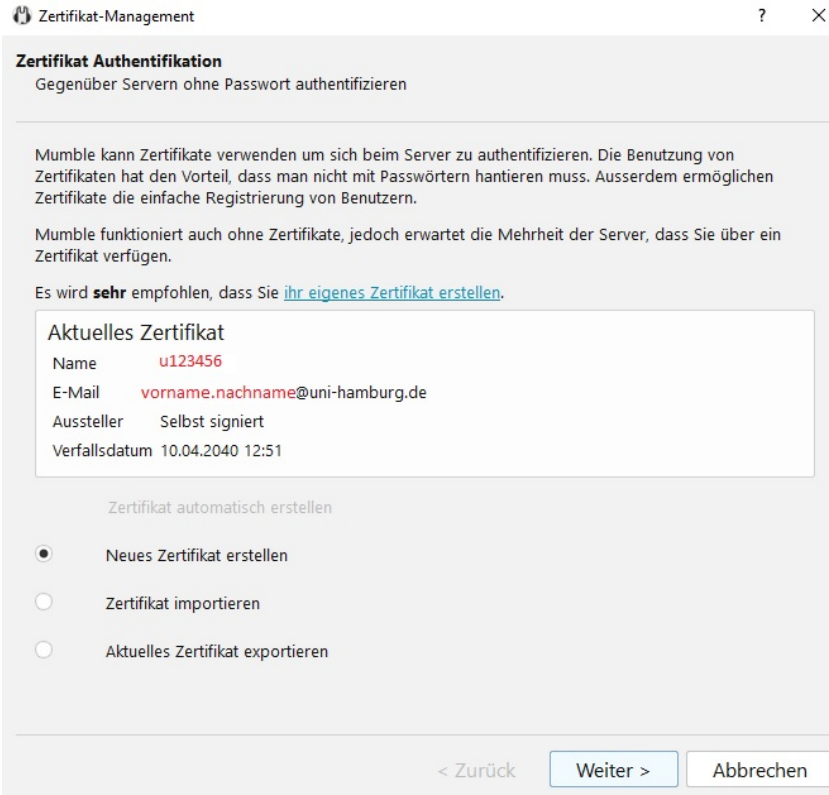 Zertifikat-Management ? ×
Zertifikat Authentifikation
Gegenüber Servern ohne Passwort authentifizieren
Mumble kann Zertifikate verwenden um sich beim Server zu authentifizieren. Die Benutzung von
Zertifikaten hat den Vorteil, dass man nicht mit Passwörtern hantieren muss. Ausserdem ermöglichen
Zertifikate die einfache Registrierung von Benutzern.
Mumble funktioniert auch ohne Zertifikate, jedoch erwartet die Mehrheit der Server, dass Sie über ein
Zertifikat verfügen.
Es wird sehr empfohlen, dass Sie ihr eigenes Zertifikat erstellen.
Aktuelles Zertifikat
Name u123456
E-Mail vorname.nachname@uni-hamburg.de
Aussteller Selbst signiert
Verfallsdatum 10.04.2040 12:51
Zertifikat automatisch erstellen
Neues Zertifikat erstellen
Zertifikat importieren
Aktuelles Zertifikat exportieren
< Zurück Weiter > Abbrechen